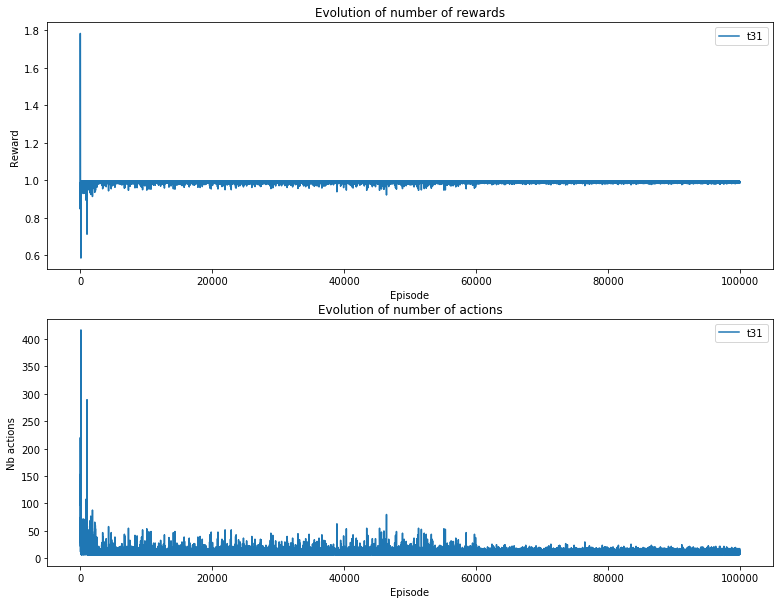 Evolution of number of rewards
t31
1.8
1.6
1.4
1.2
1.0
0.8
0.6
Reward
0 20000 40000 60000 80000 100000
Episode
Evolution of number of actions
t31
400
350
300
250
200
150
100
50
0
Nb actions
0 20000 40000 60000 80000 100000
Episode